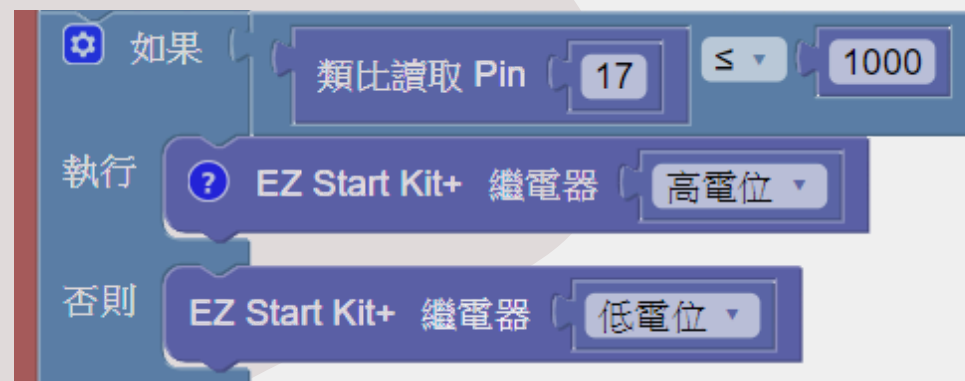 如果 類比讀取 Pin 17 ≤ 1000
執行 ? EZ Start Kit+ 繼電器 高電位
否則 EZ Start Kit+ 繼電器 低電位